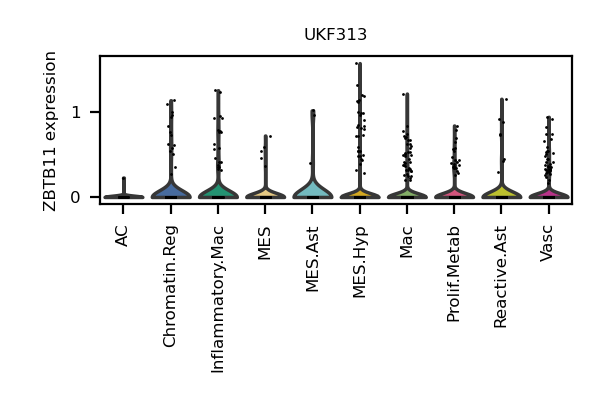 UKF313
ZBTB11 expression
1
0
AC
Chromatin.Reg
Inflammatory.Mac
MES
MES.Ast
MES.Hyp
Mac
Prolif.Metab
Reactive.Ast
Vasc